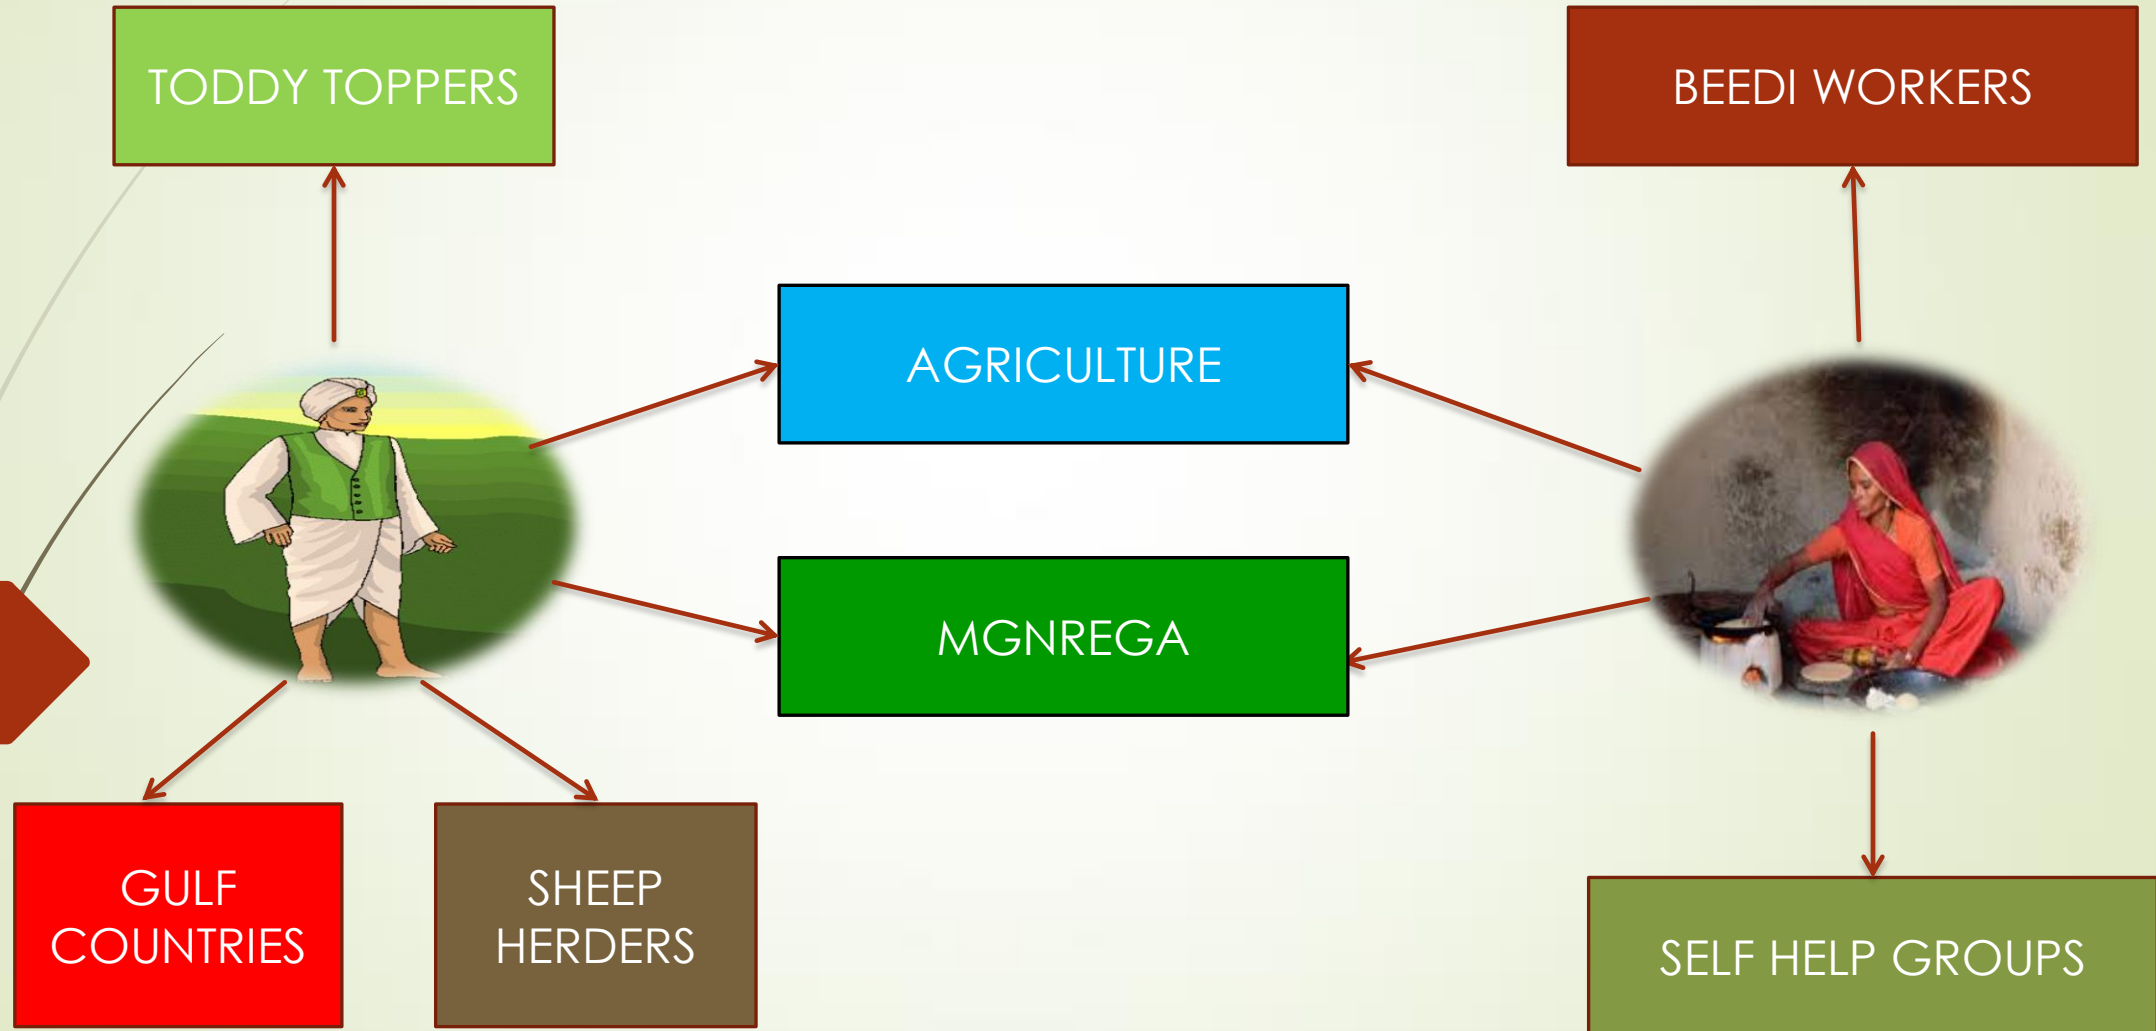 TODDY TOPPERS
BEEDI WORKERS
AGRICULTURE
MGNREGA
GULF
COUNTRIES
SHEEP
HERDERS
SELF HELP GROUPS